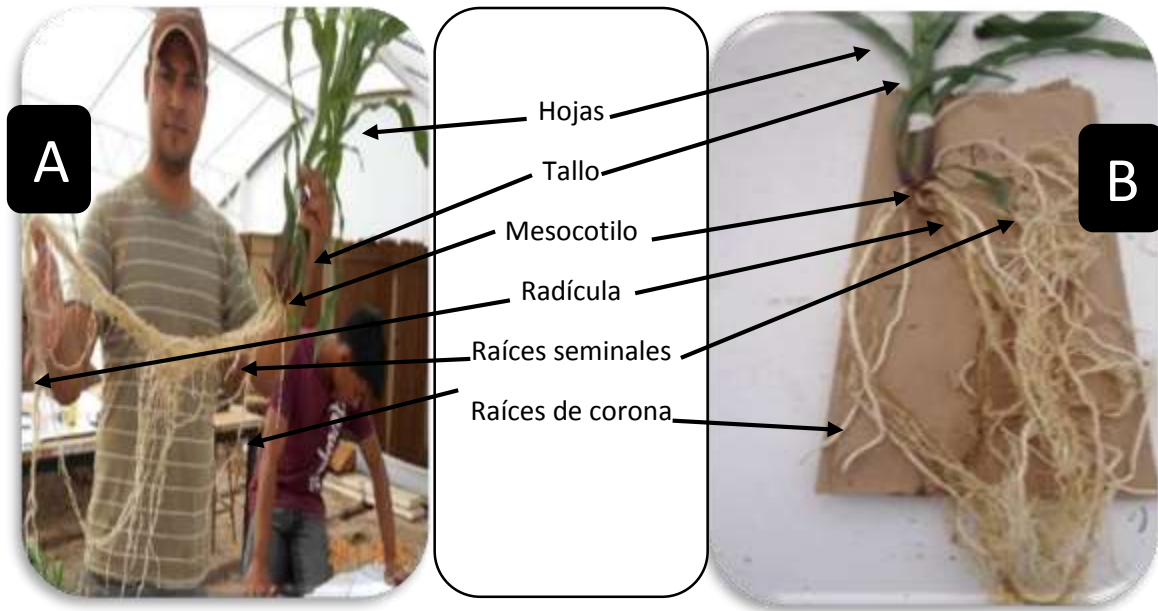 A
Hojas
Tallo
Mesocotilo
Radícula
Raíces seminales
Raíces de corona
B